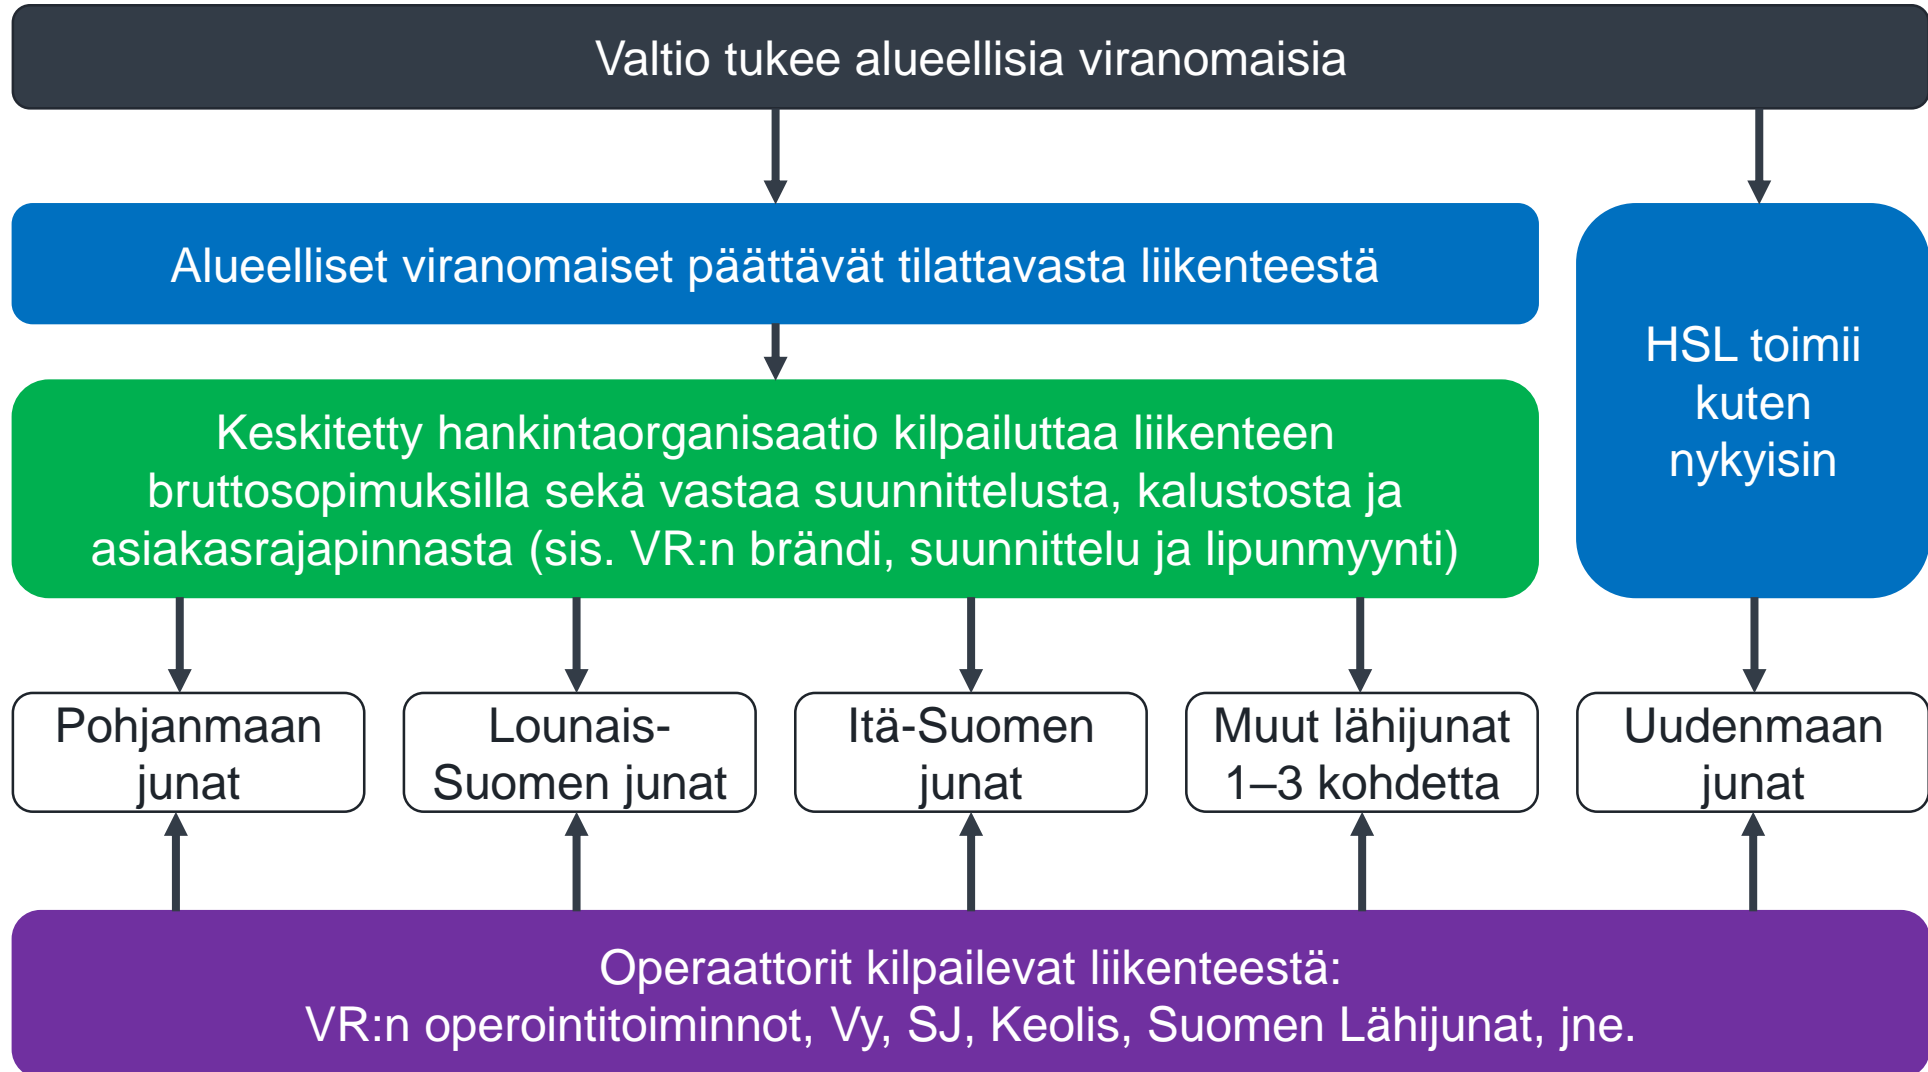 Valtio tukee alueellisia viranomaisia
Alueelliset viranomaiset päättävät tilattavasta liikenteestä
HSL toimii
kuten
nykyisin
Keskitetty hankintaorganisaatio kilpailuttaa liikenteen
bruttosopimuksilla sekä vastaa suunnittelusta, kalustosta ja
asiakasrajapinnasta (sis. VR:n brändi, suunnittelu ja lipunmyynti)
Pohjanmaan
junat
Lounais-
Suomen junat
Itä-Suomen
junat
Muut lähijunat
1–3 kohdetta
Uudenmaan
junat
Operaattorit kilpailevat liikenteestä:
VR:n operointitoiminnot, Vy, SJ, Keolis, Suomen Lähijunat, jne.